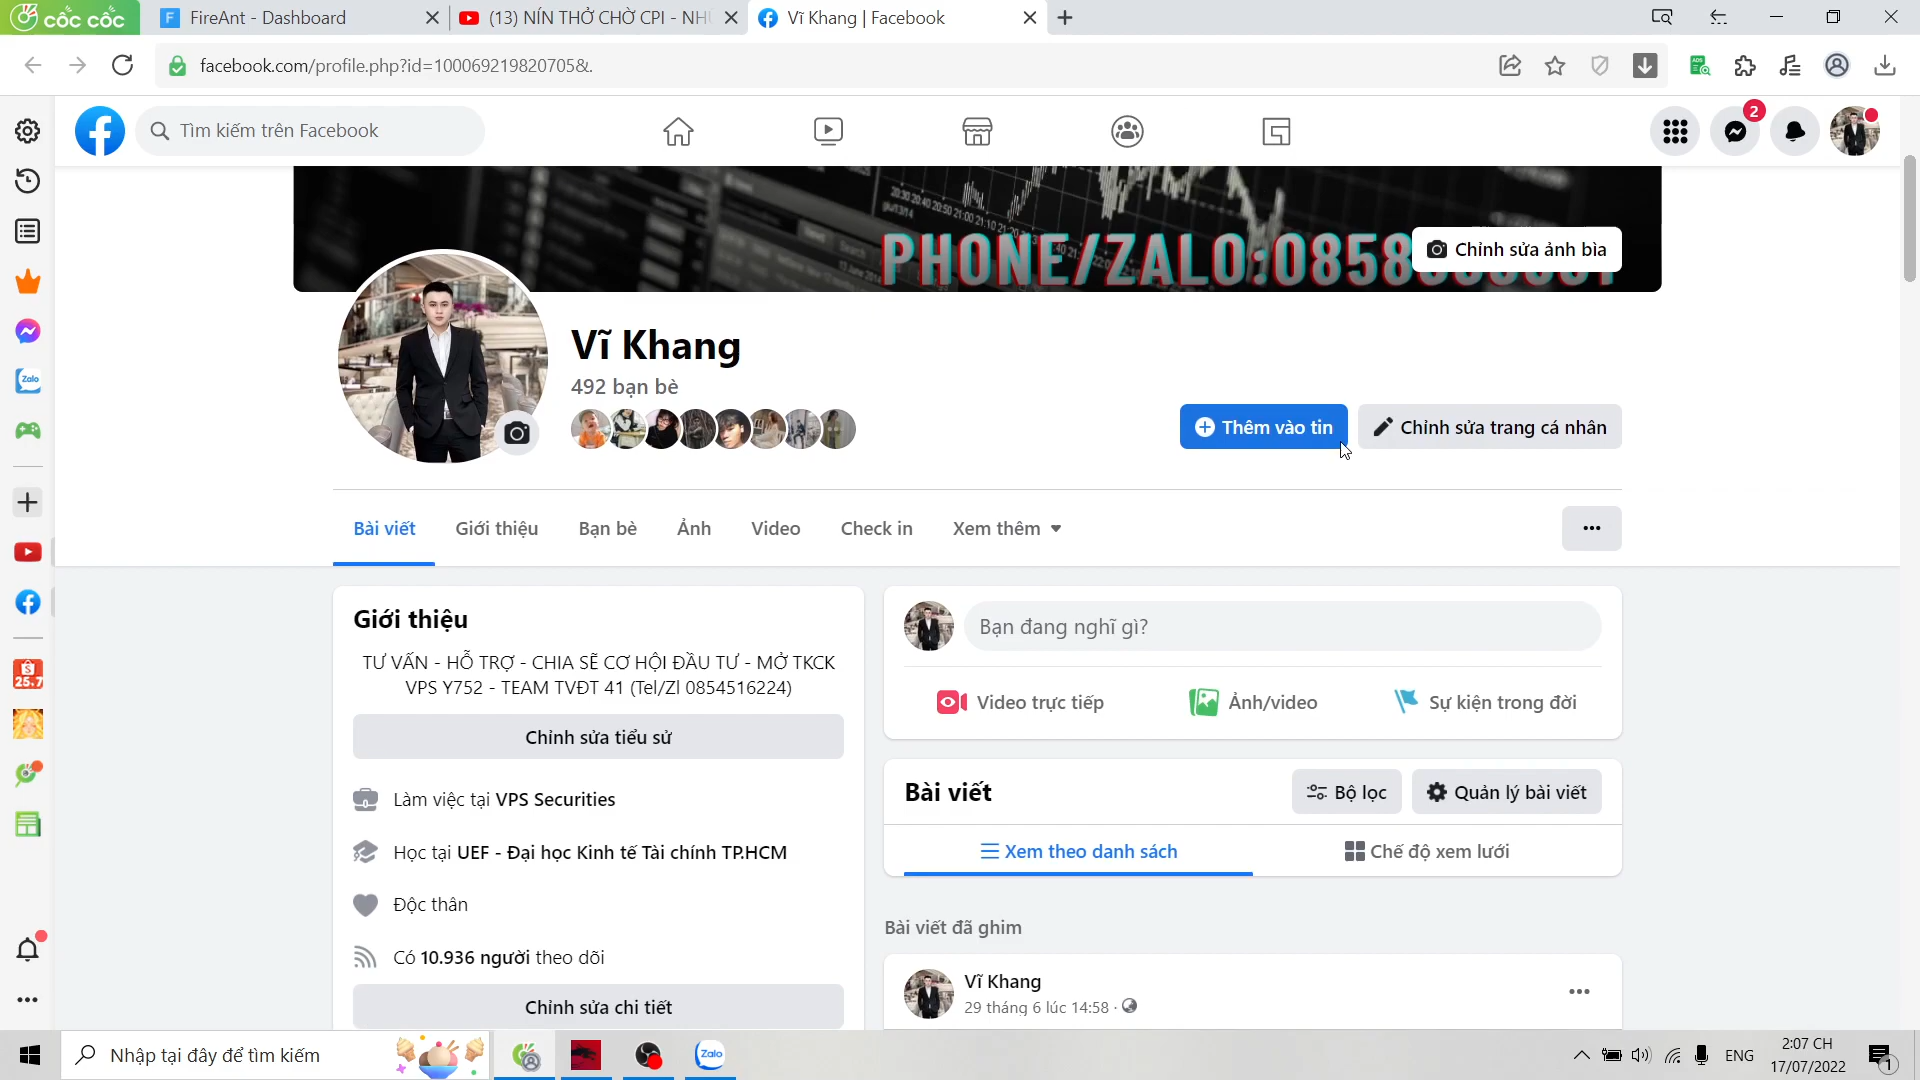 cốc cốc
FireAnt - Dashboard
(13) NÍN THỞ CHỜ CPI - NH
Vĩ Khang | Facebook
facebook.com/profile.php?id=100069219820705&.
Tìm kiếm trên Facebook
2
PHONE/ZALO:0858
Chỉnh sửa ảnh bìa
Vĩ Khang
492 bạn bè
Thêm vào tin
Chỉnh sửa trang cá nhân
Bài viết
Giới thiệu
Bạn bè
Ảnh
Video
Check in
Xem thêm
Giới thiệu
TƯ VẤN - HỖ TRỢ - CHIA SẼ CƠ HỘI ĐẦU TƯ - MỞ TKCK
VPS Y752 - TEAM TVĐT 41 (Tel/Zl 0854516224)
Chỉnh sửa tiểu sử
Làm việc tại VPS Securities
Học tại UEF - Đại học Kinh tế Tài chính TP.HCM
Độc thân
Có 10.936 người theo dõi
Chỉnh sửa chi tiết
Bạn đang nghĩ gì?
Video trực tiếp
Ảnh/video
Sự kiện trong đời
Bài viết
Bộ lọc
Quản lý bài viết
Xem theo danh sách
Chế độ xem lưới
Bài viết đã ghim
Vĩ Khang
29 tháng 6 lúc 14:58
Zalo
25.7
Nhập tại đây để tìm kiếm
Zalo
ENG
2:07 CH
17/07/2022
1